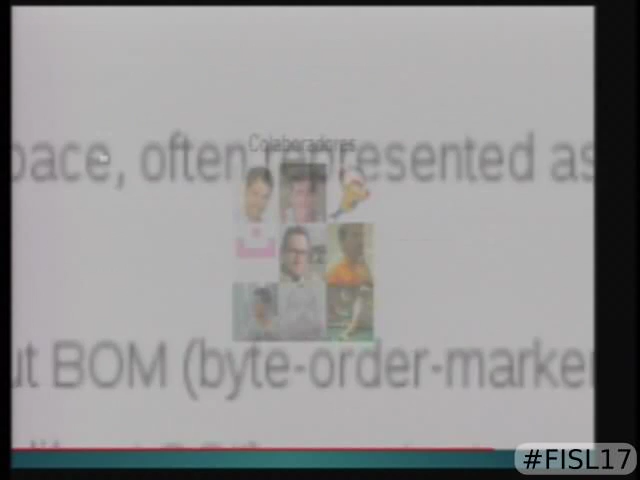 Colaboradores
pace, often represented as
ut BOM (byte-order-marker
#FISL17